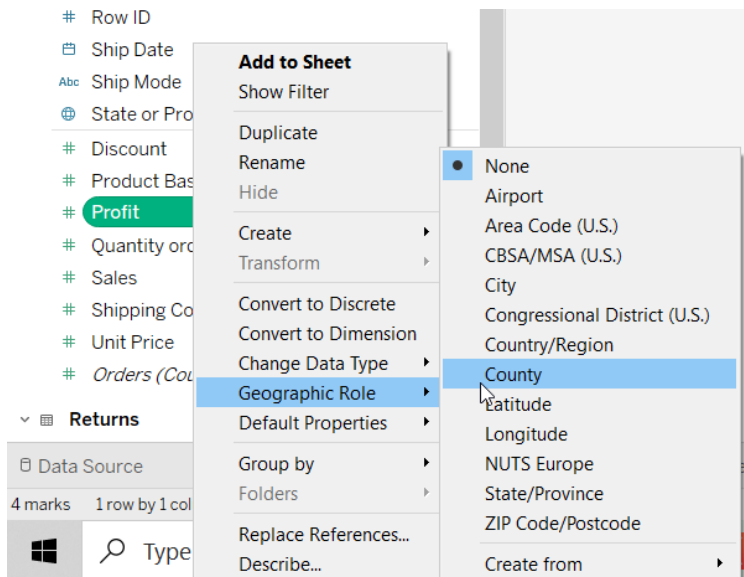 # Row ID
Ship Date
Abc Ship Mode
State or Pro
# Discount
# Product Bas
# Profit
# Quantity ord
# Sales
# Shipping Co
# Unit Price
# Orders (Cou
Returns
Data Source
4 marks 1 row by 1 col
Type
Add to Sheet
Show Filter
Duplicate
Rename
Hide
Create
Transform
Convert to Discrete
Convert to Dimension
Change Data Type
Geographic Role
Default Properties
Group by
Folders
Replace References...
Describe...
None
Airport
Area Code (U.S.)
CBSA/MSA (U.S.)
City
Congressional District (U.S.)
Country/Region
County
Latitude
Longitude
NUTS Europe
State/Province
ZIP Code/Postcode
Create from